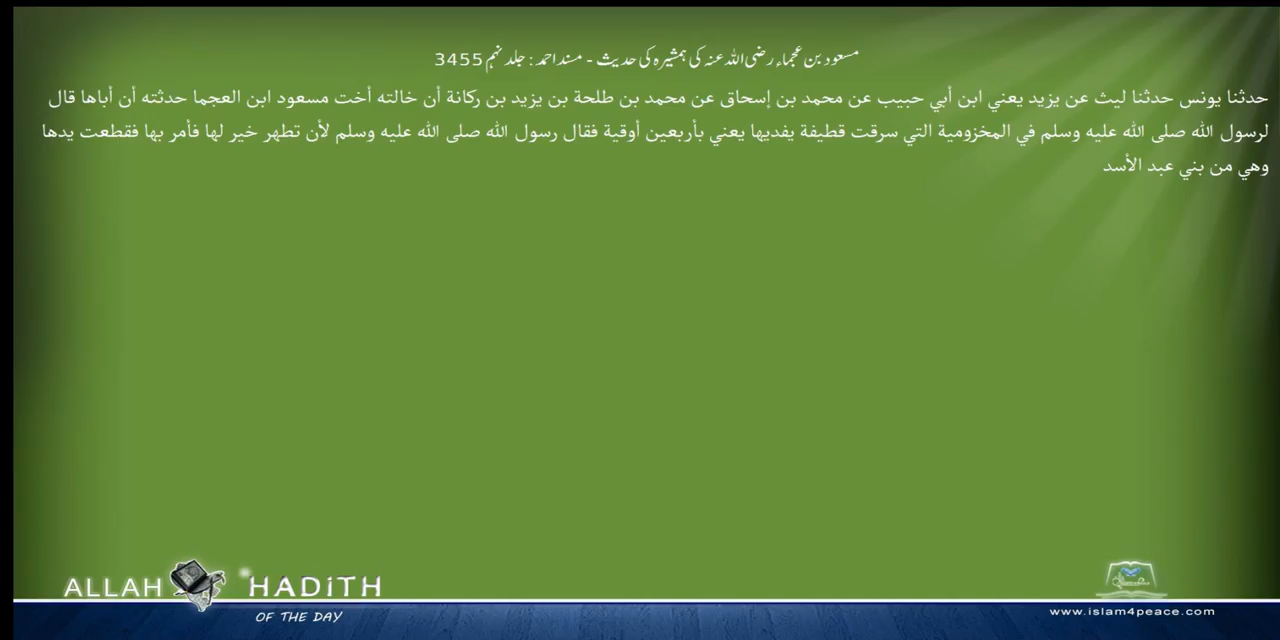 مسعود بن عجماء رضی اللہ عنہ کی ہمشیرہ کی حدیث - مسند احمد : جلد نہم 3455
حدثنا يونس حدثنا ليث عن يزيد يعني ابن أبي حبيب عن محمد بن إسحاق عن محمد بن طلحة بن يزيد بن ركانة أن خالته أخت مسعود ابن العجما حدثته أن أباها قال
لرسول الله صلى الله عليه وسلم في المخزومية التي سرقت قطيفة يفديها يعني بأربعين أوقية فقال رسول الله صلى الله عليه وسلم لأن تطهر خير لها فأمر بها فقطعت يدها
وهي من بني عبد الأسد
ALLAH HADITH
OF THE DAY
www.islam4peace.com